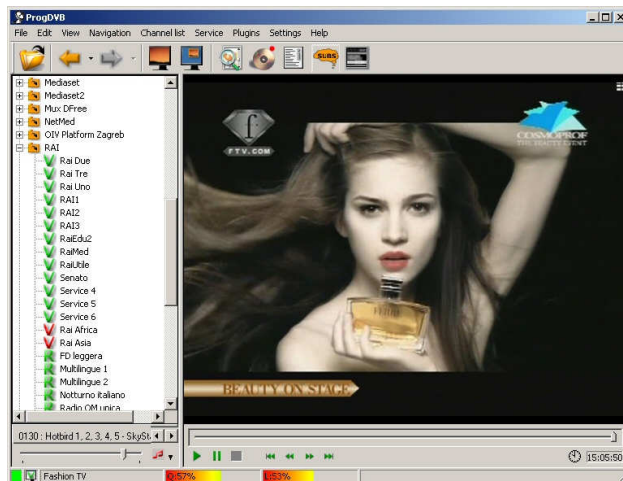 ProgDVB
File Edit View Navigation Channel list Service Plugins Settings Help
SUBS
Mediaset
Mediaset2
Mux DFree
NetMed
OIV Platform Zagreb
RAI
Rai Due
Rai Tre
Rai Uno
RAI1
RAI2
RAI3
RaiEdu2
RaiMed
RaiUtile
Senato
Service 4
Service 5
Service 6
Rai Africa
Rai Asia
FD leggera
Multilingue 1
Multilingue 2
Notturno italiano
Radio OM unica
f
FTV.COM
COSMOPROF
THE BEAUTY EVENT
FERRE
BEAUTY ON STAGE
0130 : Hotbird 1, 2, 3, 4, 5 - SkySt
15:05:50
Fashion TV
Q:57%
L:53%